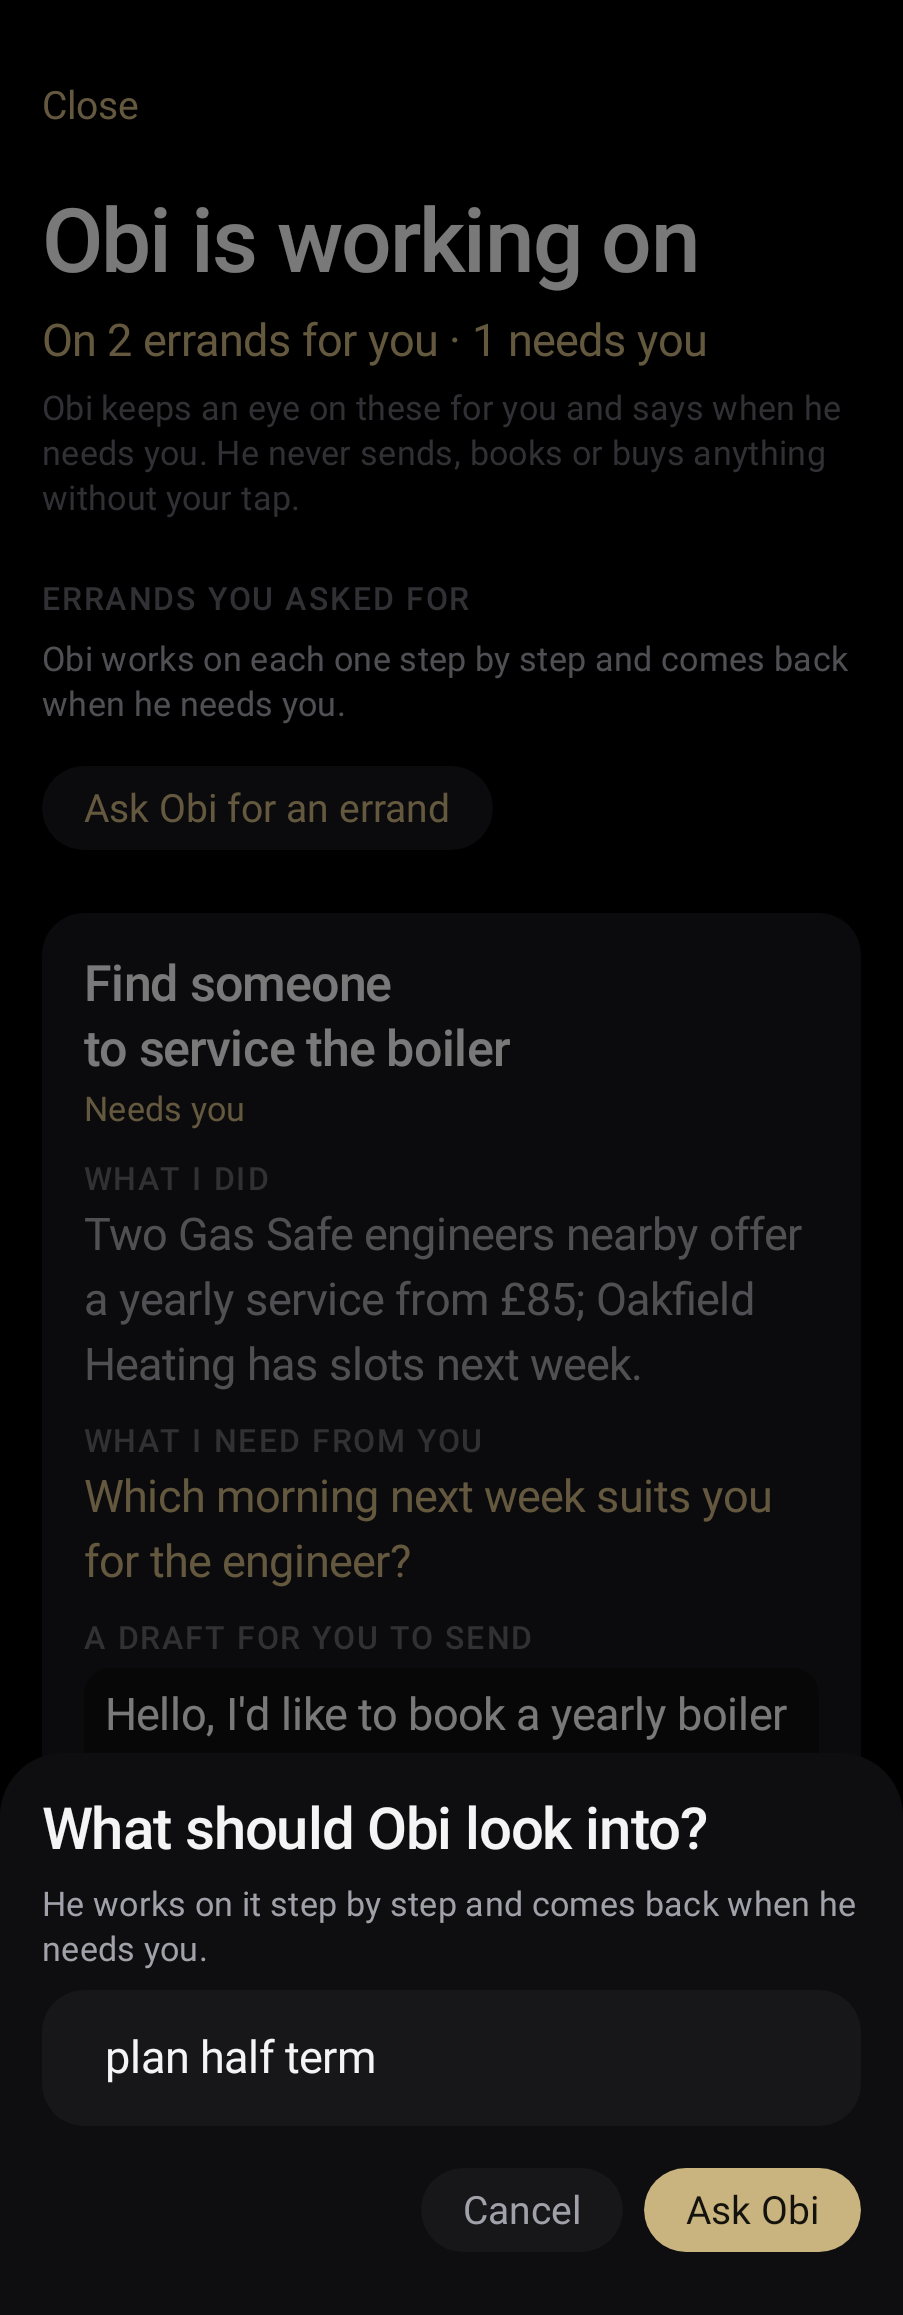 Close
Obi is working on
On 2 errands for you · 1 needs you
Obi keeps an eye on these for you and says when he
needs you. He never sends, books or buys anything
without your tap.
ERRANDS YOU ASKED FOR
Obi works on each one step by step and comes back
when he needs you.
Ask Obi for an errand
Find someone
to service the boiler
Needs you
WHAT I DID
Two Gas Safe engineers nearby offer
a yearly service from £85; Oakfield
Heating has slots next week.
WHAT I NEED FROM YOU
Which morning next week suits you
for the engineer?
A DRAFT FOR YOU TO SEND
Hello, I'd like to book a yearly boiler
What should Obi look into?
He works on it step by step and comes back when he
needs you.
plan half term
Cancel
Ask Obi